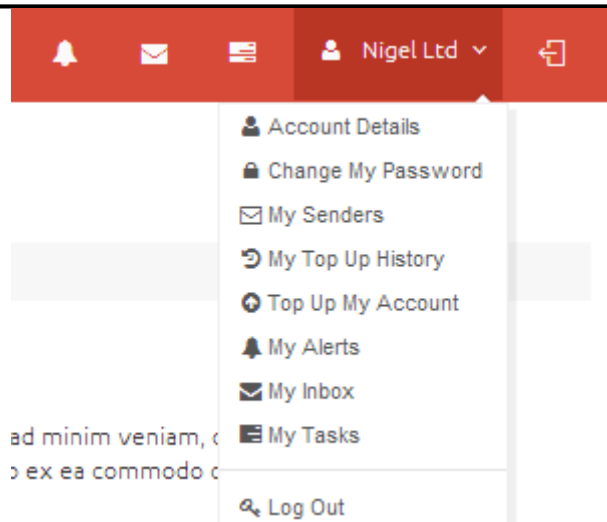 Nigel Ltd
Account Details
Change My Password
My Senders
My Top Up History
Top Up My Account
My Alerts
My Inbox
My Tasks
ad minim veniam,
ex ea commodo
Log Out